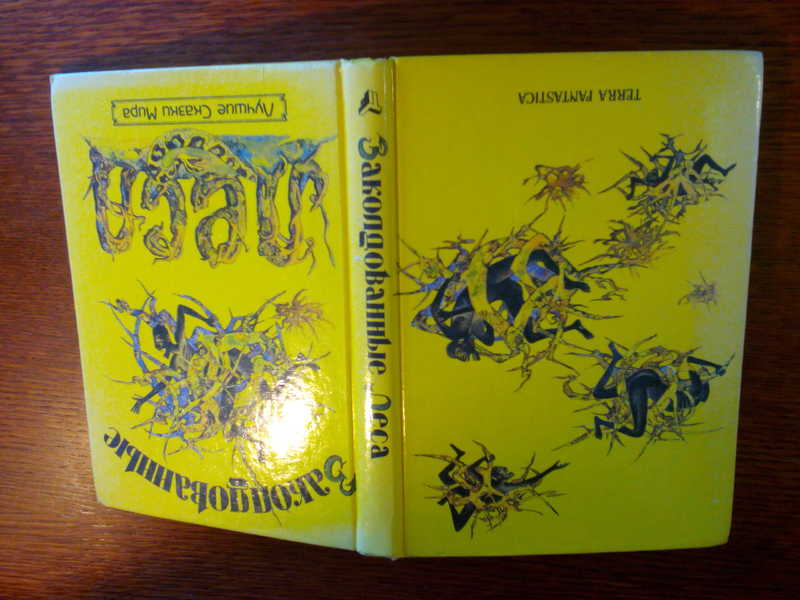 Заколдованные
леса
Лучшие Сказки Мира
Заколдованные Леса
TERRA FANTASTICA